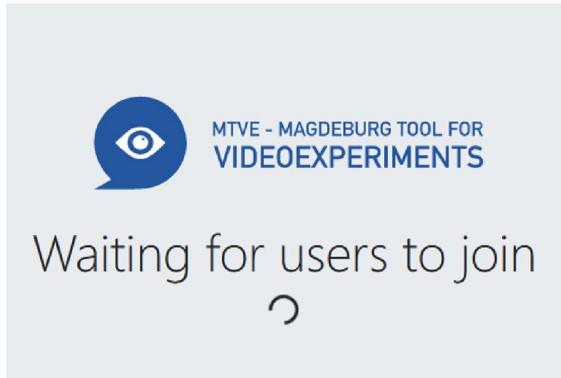 MTVE - MAGDEBURG TOOL FOR
VIDEOEXPERIMENTS
Waiting for users to join